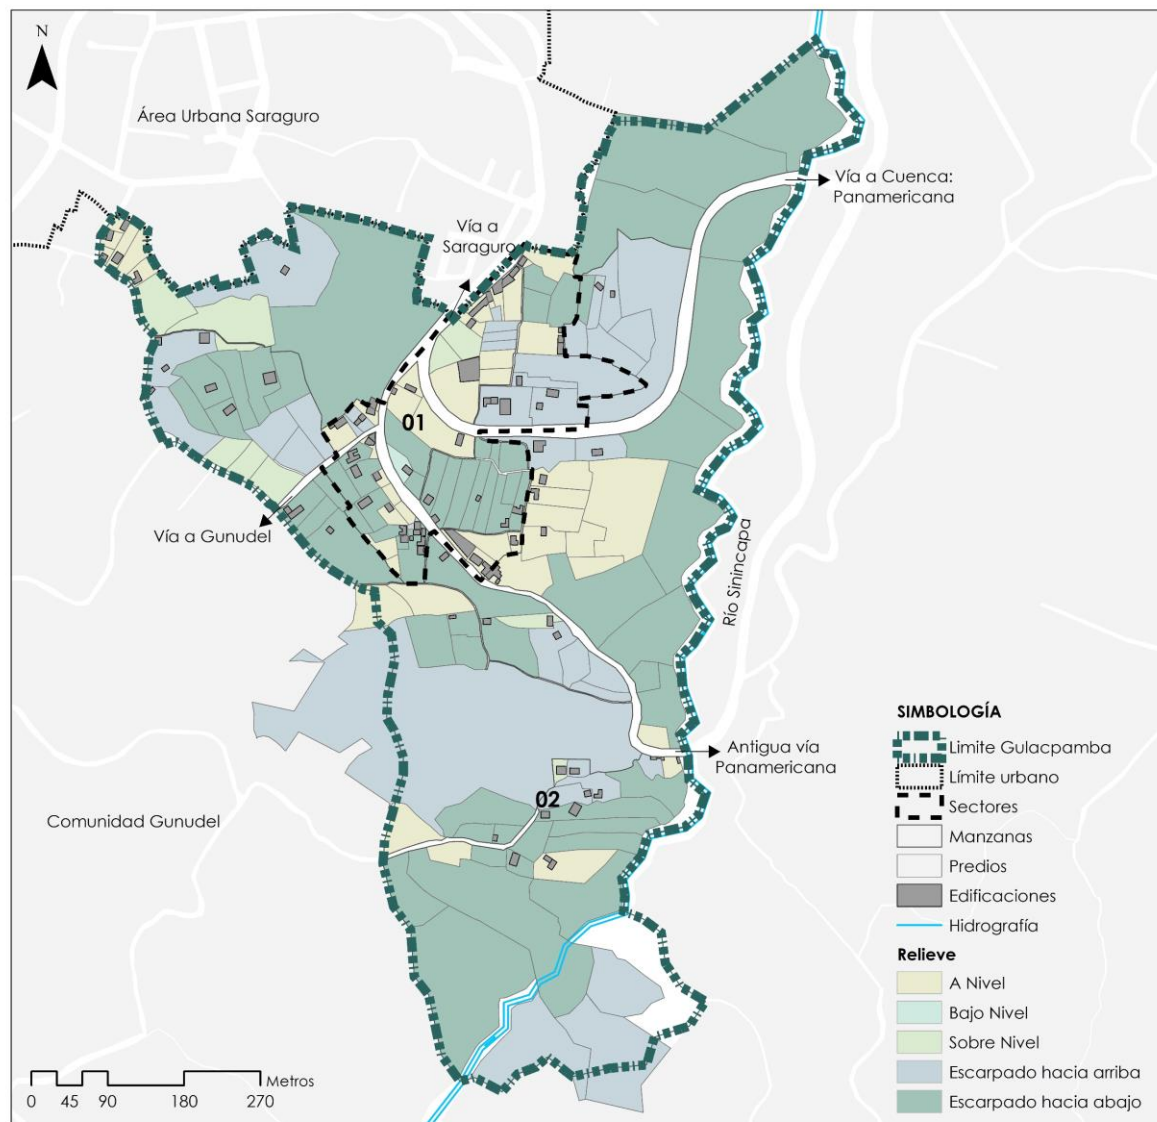 N
Área Urbana Saraguro
Vía a Cuenca:
Panamericana
Vía a
Saraguro
01
Vía a Gunudel
Río Sinincapa
Antigua vía
Panamericana
02
Comunidad Gunudel
SIMBOLOGÍA
Limite Gulacpamba
Límite urbano
Sectores
Manzanas
Predios
Edificaciones
Hidrografía
Relieve
A Nivel
Bajo Nivel
Sobre Nivel
Escarpado hacia arriba
Escarpado hacia abajo
Metros
0 45 90 180 270